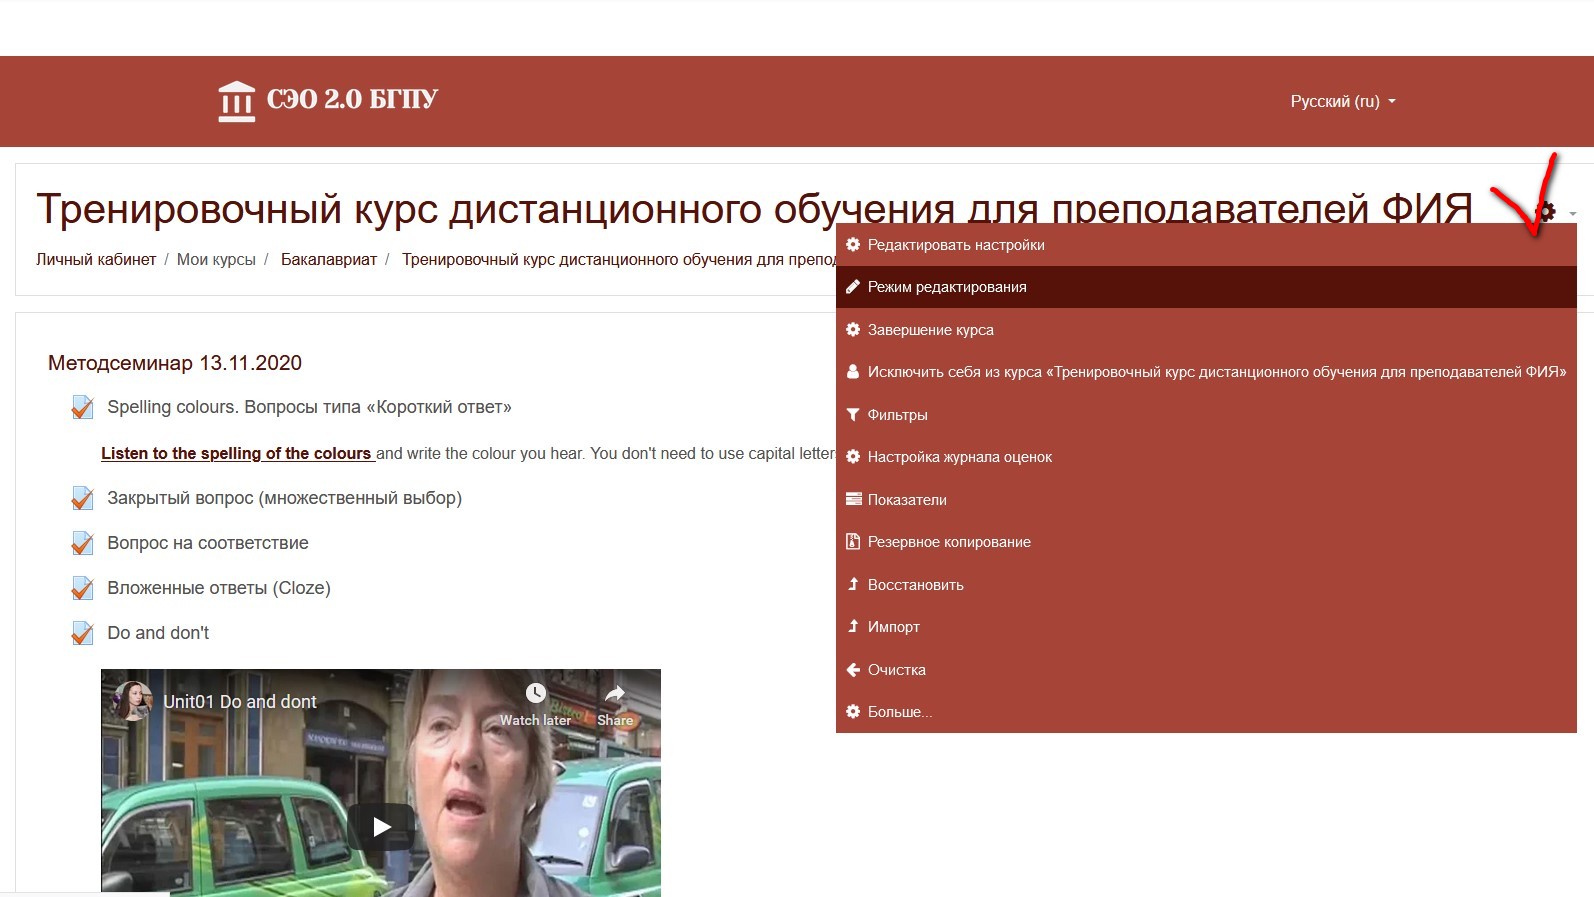 СЭО 2.0 БГПУ
Русский (ru)
Тренировочный курс дистанционного обучения для преподавателей ФИЯ
Личный кабинет / Мои курсы / Бакалавриат / Тренировочный курс дистанционного обучения для
Редактировать настройки
Режим редактирования
Завершение курса
Исключить себя из курса «Тренировочный курс дистанционного обучения для преподавателей ФИЯ»
Фильтры
Настройка журнала оценок
Показатели
Резервное копирование
Восстановить
Импорт
Очистка
Больше...
Методсеминар 13.11.2020
Spelling colours. Вопросы типа «Короткий ответ»
Listen to the spelling of the colours and write the colour you hear. You don't need to use capital letter
Закрытый вопрос (множественный выбор)
Вопрос на соответствие
Вложенные ответы (Cloze)
Do and don't
Unit01 Do and dont
Watch later
Share